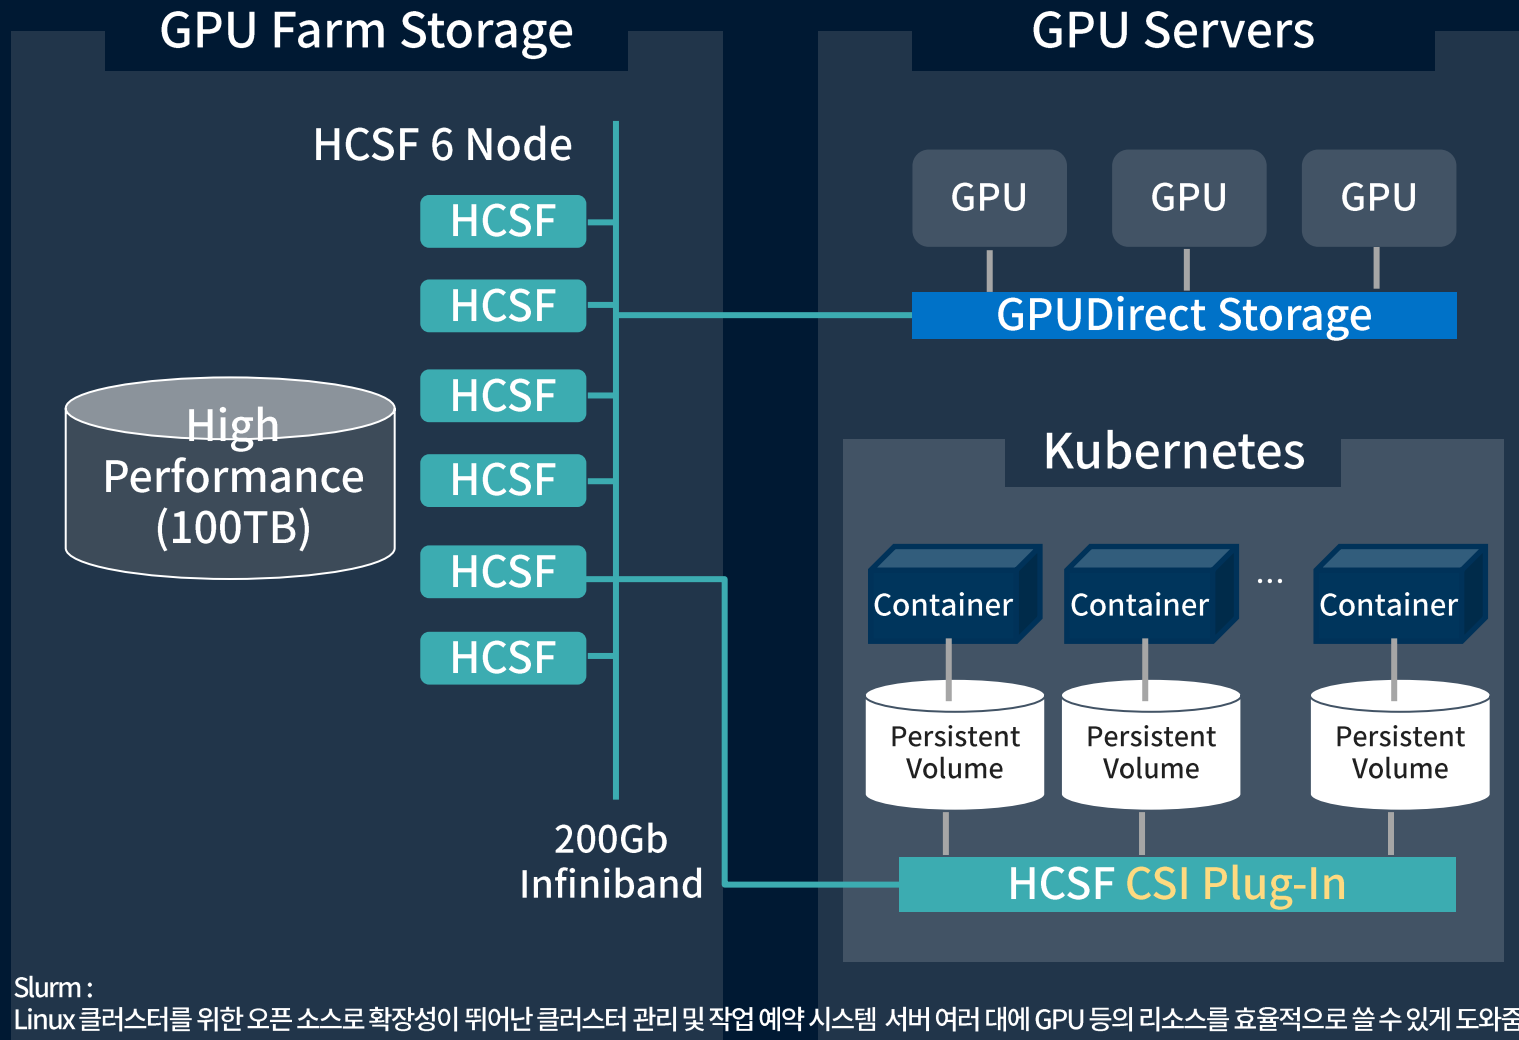 GPU Farm Storage
GPU Servers
HCSF 6 Node
HCSF
HCSF
HCSF
HCSF
HCSF
HCSF
High
Performance
(100TB)
200Gb
Infiniband
GPU
GPU
GPU
GPUDirect Storage
Kubernetes
Container
Container
...
Container
Persistent
Volume
Persistent
Volume
Persistent
Volume
HCSF CSI Plug-In
Slurm :
Linux 클러스터를 위한 오픈 소스로 확장성이 뛰어난 클러스터 관리 및 작업 예약 시스템 서버 여러 대에 GPU 등의 리소스를 효율적으로 쓸 수 있게 도와줌